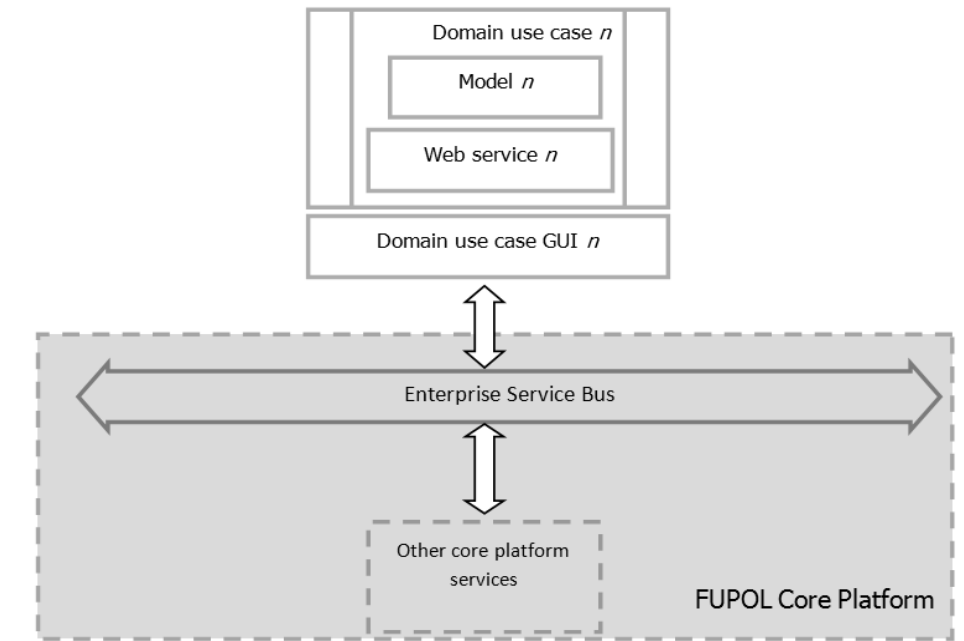 Domain use case n
Model n
Web service n
Domain use case GUI n
Enterprise Service Bus
Other core platform
services
FUPOL Core Platform